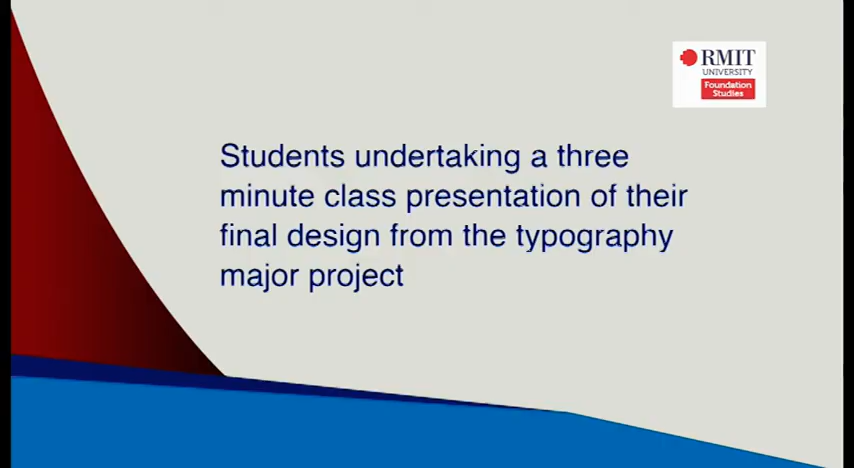 RMIT
UNIVERSITY
Foundation
Studies
Students undertaking a three
minute class presentation of their
final design from the typography
major project